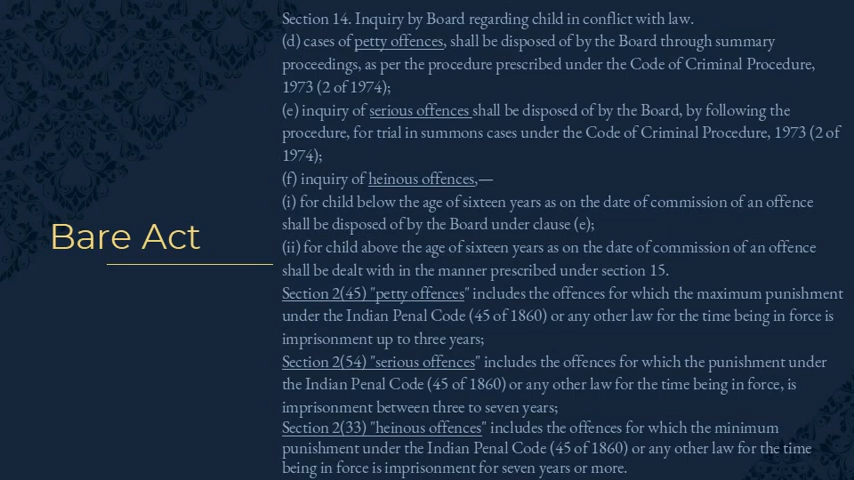 Bare Act
Section 14. Inquiry by Board regarding child in conflict with law.
(d) cases of petty offences, shall be disposed of by the Board through summary
proceedings, as per the procedure prescribed under the Code of Criminal Procedure,
1973 (2 of 1974);
(e) inquiry of serious offences shall be disposed of by the Board, by following the
procedure, for trial in summons cases under the Code of Criminal Procedure, 1973 (2 of
1974);
(f) inquiry of heinous offences,—
(i) for child below the age of sixteen years as on the date of commission of an offence
shall be disposed of by the Board under clause (e);
(ii) for child above the age of sixteen years as on the date of commission of an offence
shall be dealt with in the manner prescribed under section 15.
Section 2(45) "petty offences" includes the offences for which the maximum punishment
under the Indian Penal Code (45 of 1860) or any other law for the time being in force is
imprisonment up to three years;
Section 2(54) "serious offences" includes the offences for which the punishment under
the Indian Penal Code (45 of 1860) or any other law for the time being in force, is
imprisonment between three to seven years;
Section 2(33) "heinous offences" includes the offences for which the minimum
punishment under the Indian Penal Code (45 of 1860) or any other law for the time
being in force is imprisonment for seven years or more.